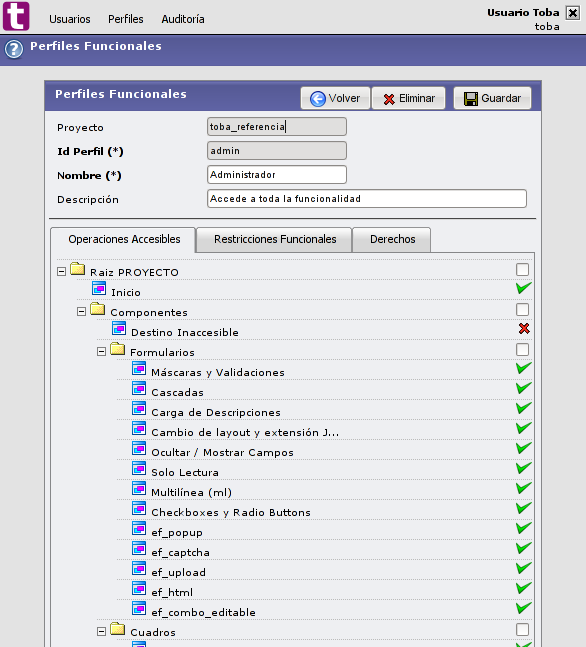 t Usuarios Perfiles Auditoría Usuario Toba
toba
? Perfiles Funcionales
Perfiles Funcionales Volver Eliminar Guardar
Proyecto toba_referencia
Id Perfil (*) admin
Nombre (*) Administrador
Descripción Accede a toda la funcionalidad
Operaciones Accesibles Restricciones Funcionales Derechos
Raiz PROYECTO
Inicio
Componentes
Destino Inaccesible
Formularios
Máscaras y Validaciones
Cascadas
Carga de Descripciones
Cambio de layout y extensión J...
Ocultar / Mostrar Campos
Solo Lectura
Multilínea (ml)
Checkboxes y Radio Buttons
ef_popup
ef_captcha
ef_upload
ef_html
ef_combo_editable
Cuadros